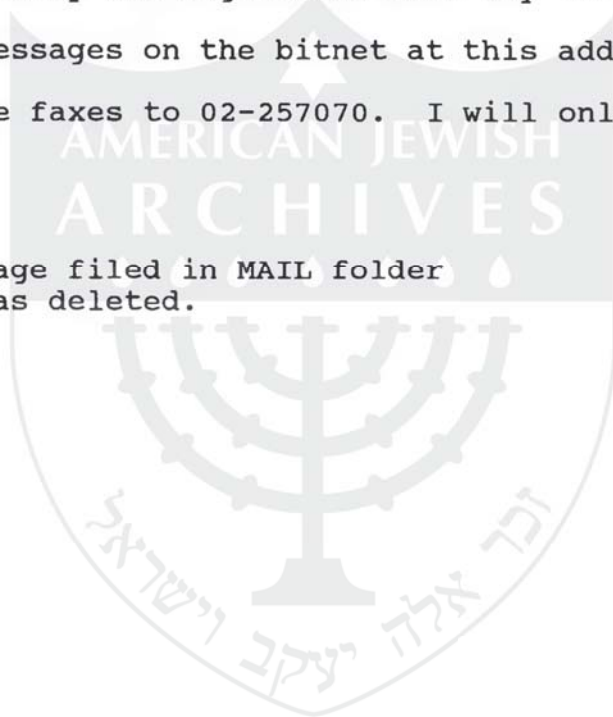 essages on the bitnet at this add
e faxes to 02-257070. I will onl
AMERICAN JEWISH
ARCHIVES
age filed in MAIL folder
as deleted.
זכר אלה יעקב וישראל